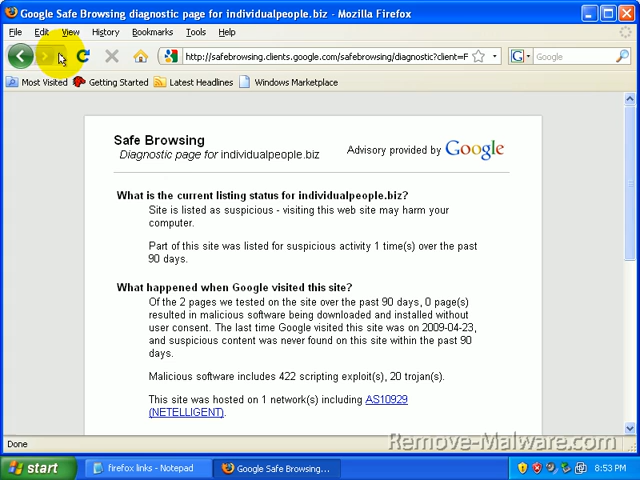 Google Safe Browsing diagnostic page for individualpeople.biz - Mozilla Firefox
File Edit View History Bookmarks Tools Help
http://safebrowsing.clients.google.com/safebrowsing/diagnostic?client=F
G Google
Most Visited Getting Started Latest Headlines Windows Marketplace
Safe Browsing
Diagnostic page for individualpeople.biz
Advisory provided by Google
What is the current listing status for individualpeople.biz?
Site is listed as suspicious - visiting this web site may harm your
computer.
Part of this site was listed for suspicious activity 1 time(s) over the past
90 days.
What happened when Google visited this site?
Of the 2 pages we tested on the site over the past 90 days, 0 page(s)
resulted in malicious software being downloaded and installed without
user consent. The last time Google visited this site was on 2009-04-23,
and suspicious content was never found on this site within the past 90
days.
Malicious software includes 422 scripting exploit(s), 20 trojan(s).
This site was hosted on 1 network(s) including AS10929
(NETELLIGENT).
Done
Remove-Malware.com
start firefox links - Notepad Google Safe Browsing... 8:53 PM